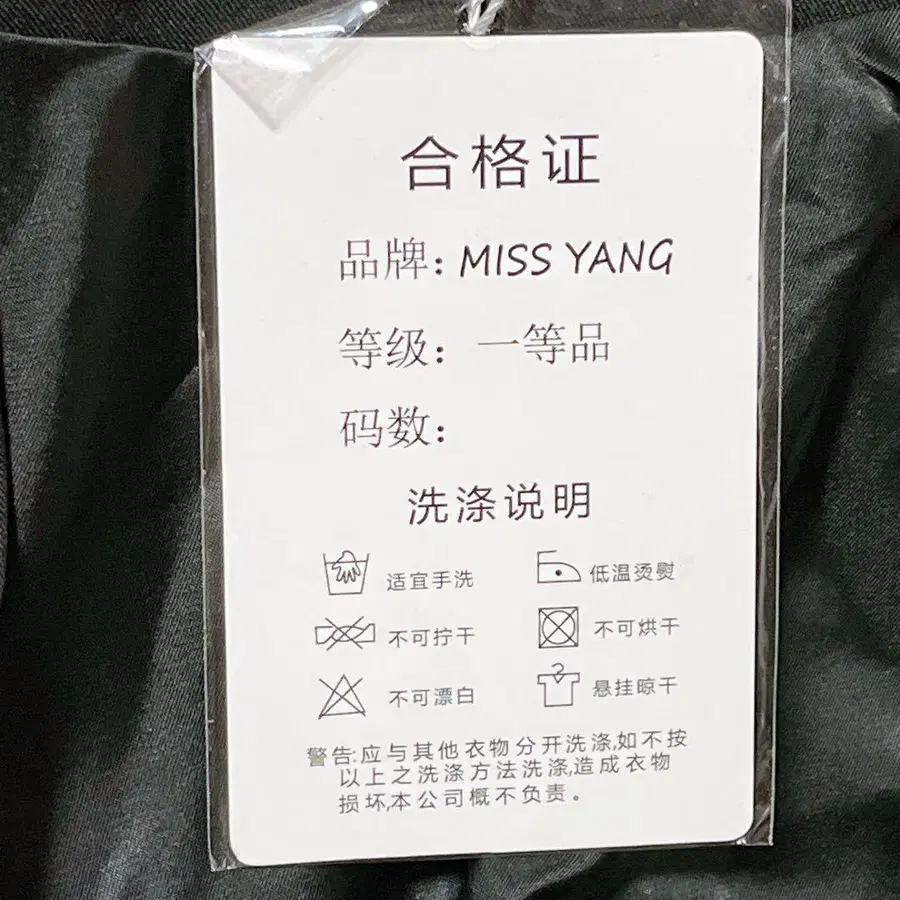 合格证
品牌: MISS YANG
等级: 一等品
码数:
洗涤说明
适宜手洗 低温烫熨
不可拧干 不可烘干
不可漂白 悬挂晾干
警告:应与其他衣物分开洗涤,如不按
以上之洗涤方法洗涤,造成衣物
损坏,本公司概不负责。